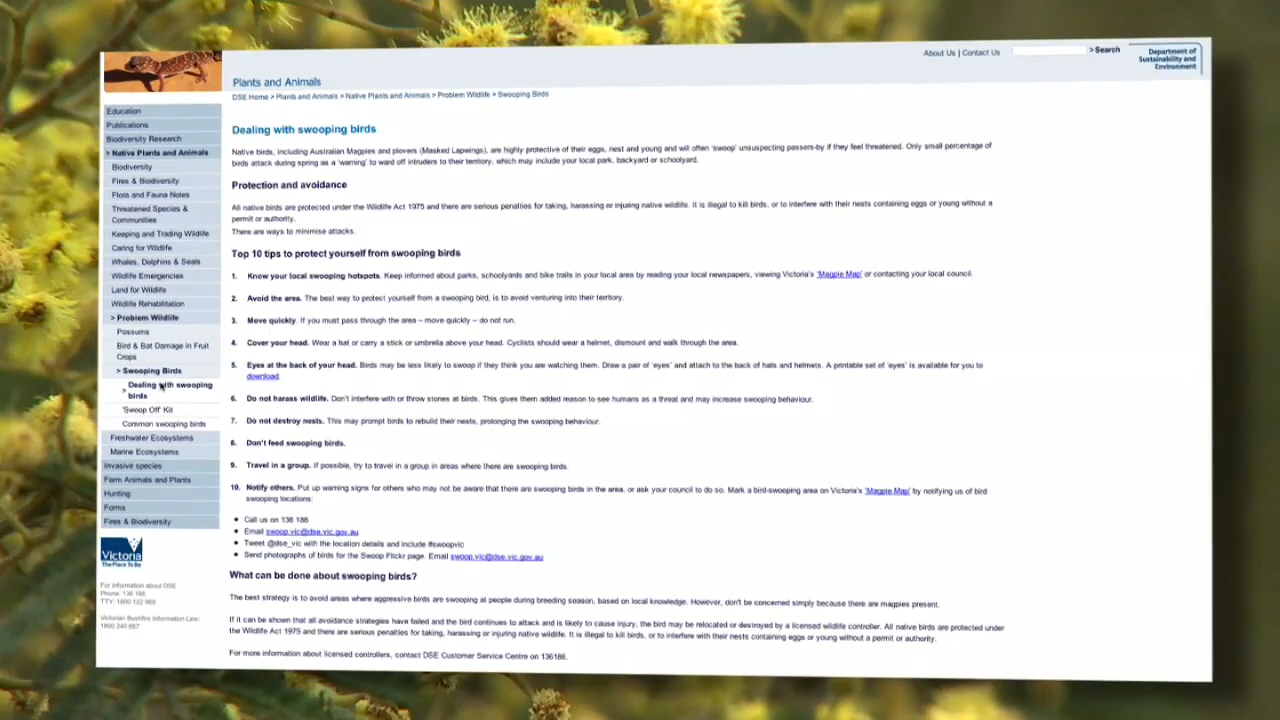 About Us | Contact Us
> Search
Department of
Sustainability and
Environment
Plants and Animals
DSE Home > Plants and Animals > Native Plants and Animals > Problem Wildlife > Swooping Birds
Education
Publications
Biodiversity Research
> Native Plants and Animals
Biodiversity
Fires & Biodiversity
Flora and Fauna Notes
Threatened Species &
Communities
Keeping and Trading Wildlife
Caring for Wildlife
Whales, Dolphins & Seals
Wildlife Emergencies
Land for Wildlife
Wildlife Rehabilitation
> Problem Wildlife
Possums
Bird & Bat Damage in Fruit
Crops
> Swooping Birds
> Dealing with swooping
birds
'Swoop Off' Kit
Common swooping birds
Freshwater Ecosystems
Marine Ecosystems
Invasive species
Farm Animals and Plants
Hunting
Forms
Fires & Biodiversity
Victoria
The Place To Be
For information about DSE
Phone: 136 186
TTY: 1800 122 969
Victorian Bushfire Information Line:
1800 240 667
Dealing with swooping birds
Native birds, including Australian Magpies and plovers (Masked Lapwings), are highly protective of their eggs, nest and young and will often 'swoop' unsuspecting passers-by if they feel threatened. Only small percentage of
birds attack during spring as a 'warning' to ward off intruders to their territory, which may include your local park, backyard or schoolyard.
Protection and avoidance
All native birds are protected under the Wildlife Act 1975 and there are serious penalties for taking, harassing or injuring native wildlife. It is illegal to kill birds, or to interfere with their nests containing eggs or young without a
permit or authority.
There are ways to minimise attacks.
Top 10 tips to protect yourself from swooping birds
1. Know your local swooping hotspots. Keep informed about parks, schoolyards and bike trails in your local area by reading your local newspapers, viewing Victoria's 'Magpie Map' or contacting your local council.
2. Avoid the area. The best way to protect yourself from a swooping bird, is to avoid venturing into their territory.
3. Move quickly. If you must pass through the area – move quickly – do not run.
4. Cover your head. Wear a hat or carry a stick or umbrella above your head. Cyclists should wear a helmet, dismount and walk through the area.
5. Eyes at the back of your head. Birds may be less likely to swoop if they think you are watching them. Draw a pair of 'eyes' and attach to the back of hats and helmets. A printable set of 'eyes' is available for you to
download.
6. Do not harass wildlife. Don't interfere with or throw stones at birds. This gives them added reason to see humans as a threat and may increase swooping behaviour.
7. Do not destroy nests. This may prompt birds to rebuild their nests, prolonging the swooping behaviour.
8. Don't feed swooping birds.
9. Travel in a group. If possible, try to travel in a group in areas where there are swooping birds.
10. Notify others. Put up warning signs for others who may not be aware that there are swooping birds in the area, or ask your council to do so. Mark a bird-swooping area on Victoria's 'Magpie Map' by notifying us of bird
swooping locations:
• Call us on 136 186
• Email swoop.vic@dse.vic.gov.au
• Tweet @dse_vic with the location details and include #swoopvic
• Send photographs of birds for the Swoop Flickr page. Email swoop.vic@dse.vic.gov.au
What can be done about swooping birds?
The best strategy is to avoid areas where aggressive birds are swooping at people during breeding season, based on local knowledge. However, don't be concerned simply because there are magpies present.
If it can be shown that all avoidance strategies have failed and the bird continues to attack and is likely to cause injury, the bird may be relocated or destroyed by a licensed wildlife controller. All native birds are protected under
the Wildlife Act 1975 and there are serious penalties for taking, harassing or injuring native wildlife. It is illegal to kill birds, or to interfere with their nests containing eggs or young without a permit or authority.
For more information about licensed controllers, contact DSE Customer Service Centre on 136186.